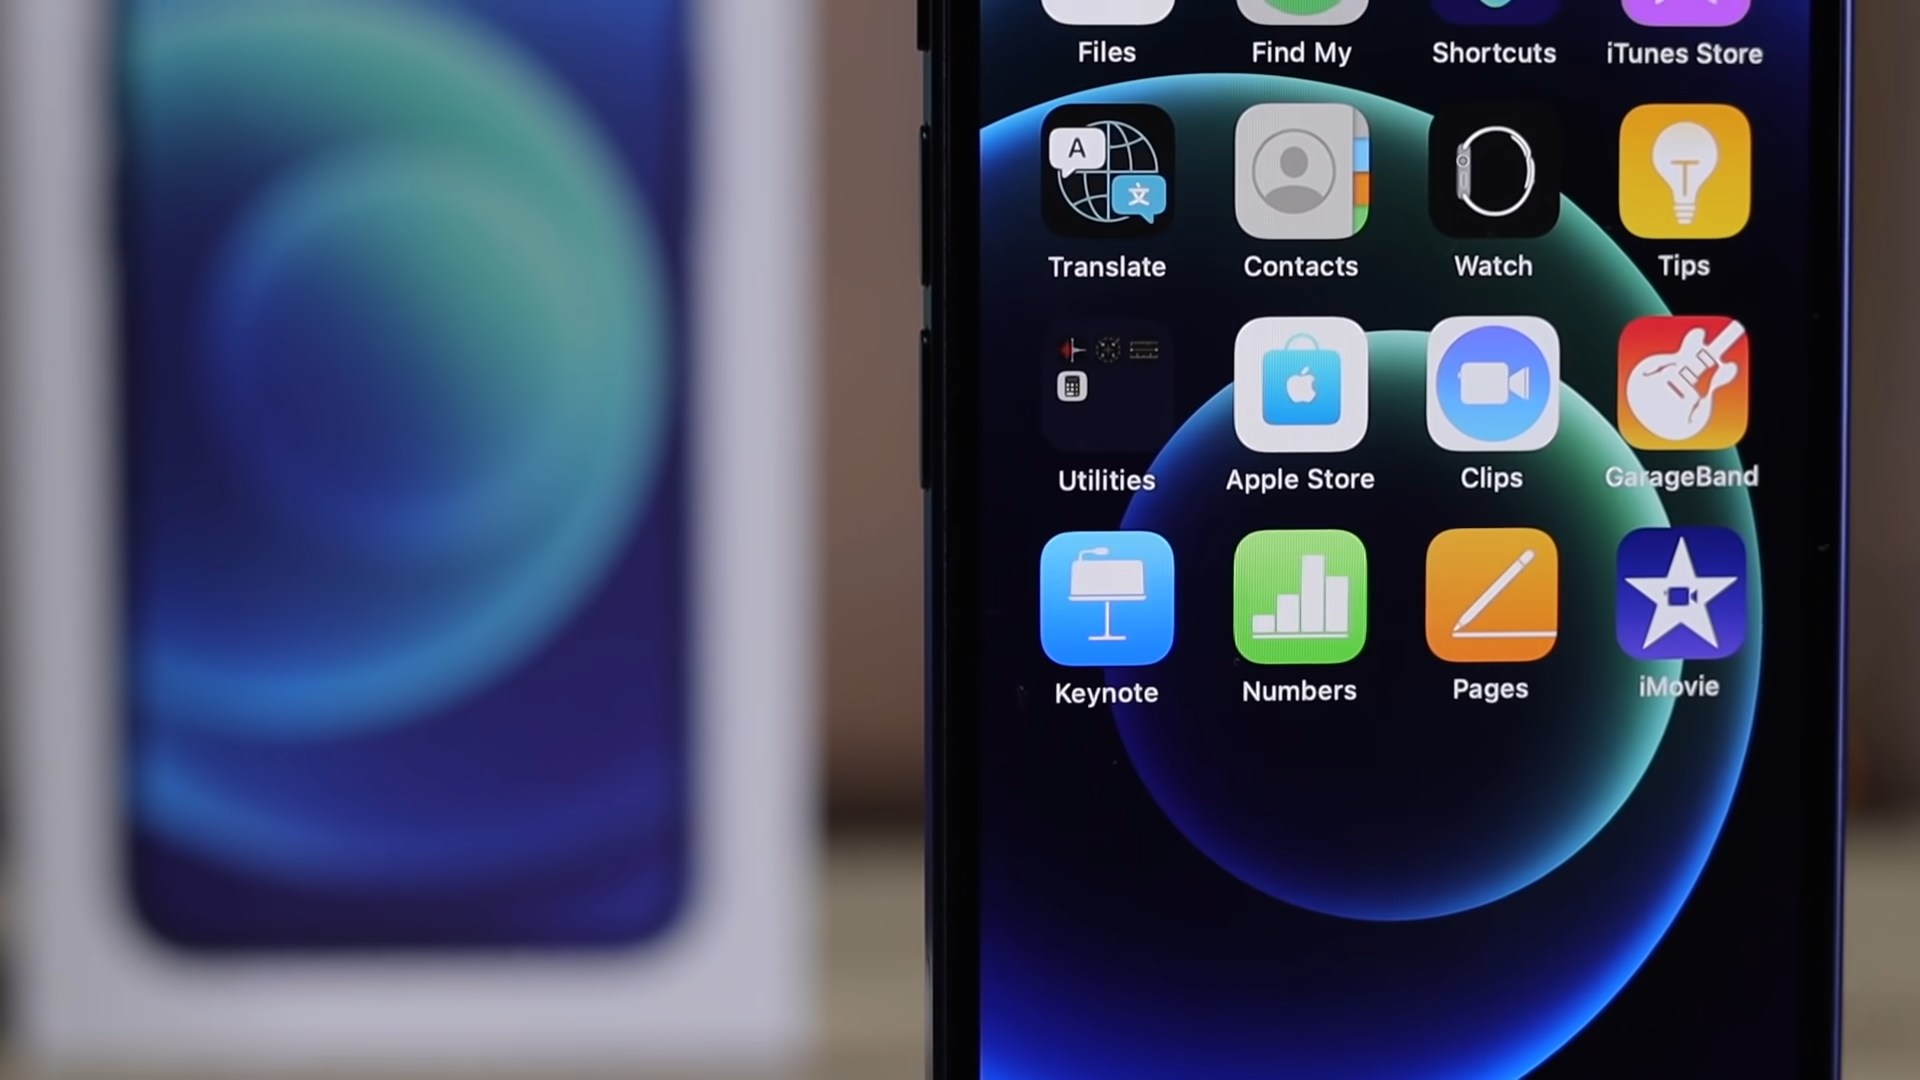 Files Find My Shortcuts iTunes Store
A
文
Translate Contacts Watch Tips
Utilities Apple Store Clips GarageBand
Keynote Numbers Pages iMovie